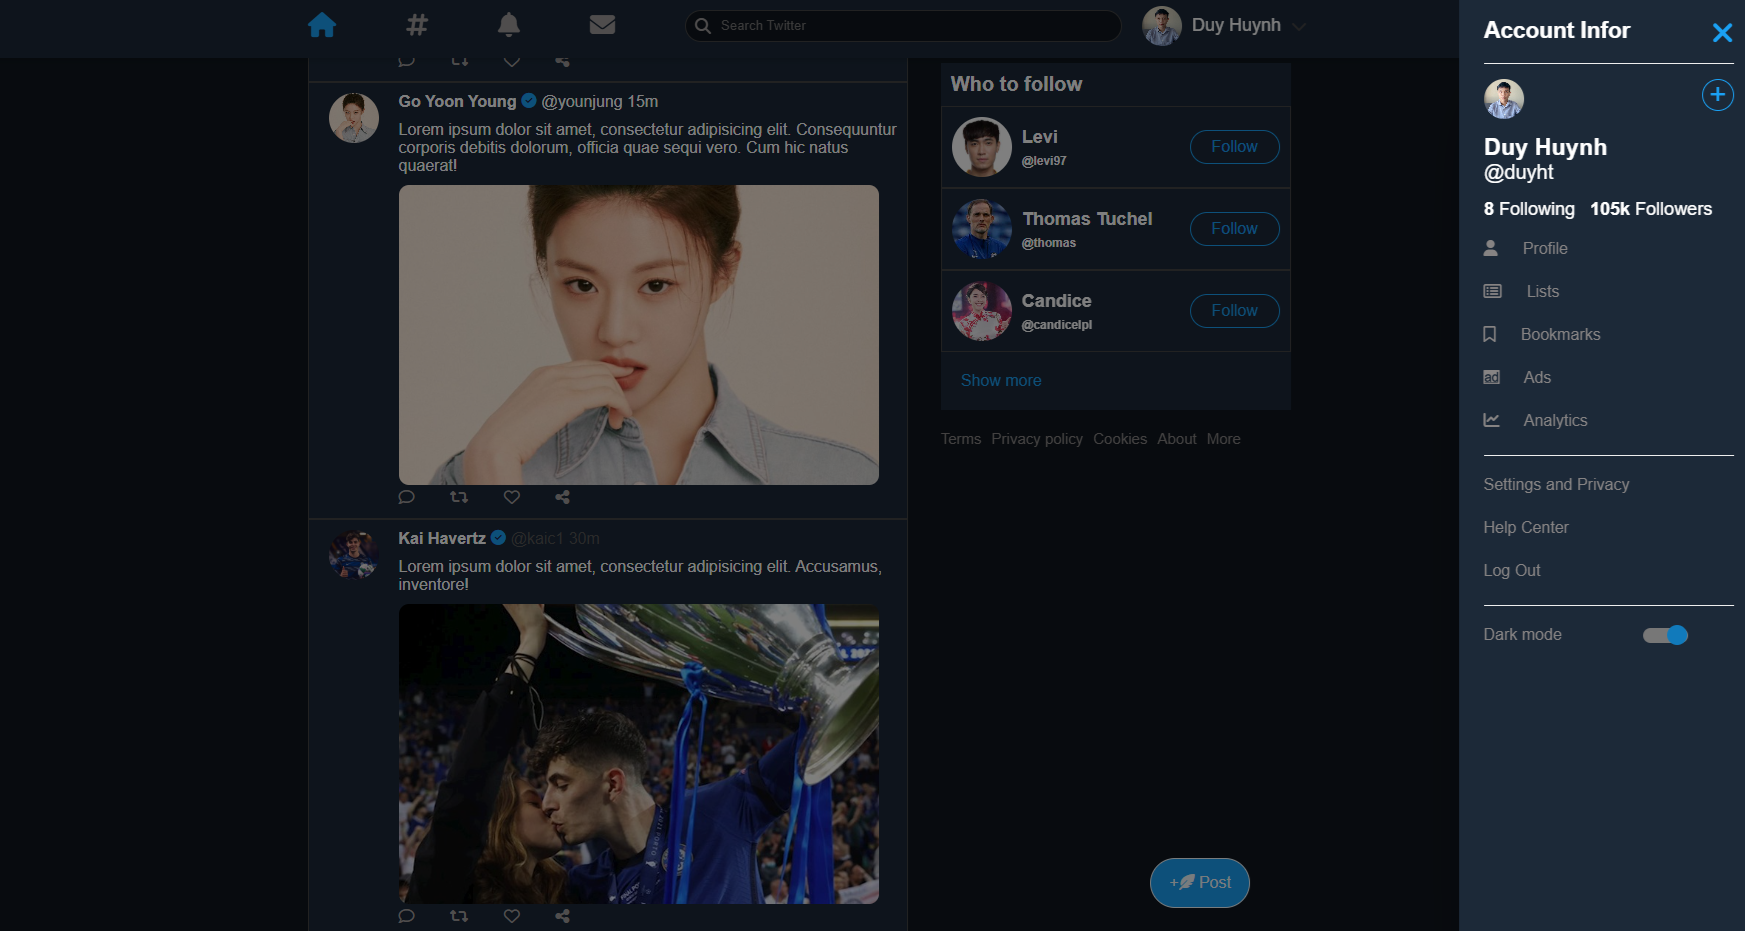 Search Twitter
Duy Huynh
Go Yoon Young @younjung 15m
Lorem ipsum dolor sit amet, consectetur adipisicing elit. Consequuntur
corporis debitis dolorum, officia quae sequi vero. Cum hic natus
quaerat!
Kai Havertz @kaic1 30m
Lorem ipsum dolor sit amet, consectetur adipisicing elit. Accusamus,
inventore!
Who to follow
Levi
@levi97
Follow
Thomas Tuchel
@thomas
Follow
Candice
@candicelpl
Follow
Show more
Terms Privacy policy Cookies About More
+ Post
Account Infor
Duy Huynh
@duyht
8 Following 105k Followers
Profile
Lists
Bookmarks
ad Ads
Analytics
Settings and Privacy
Help Center
Log Out
Dark mode